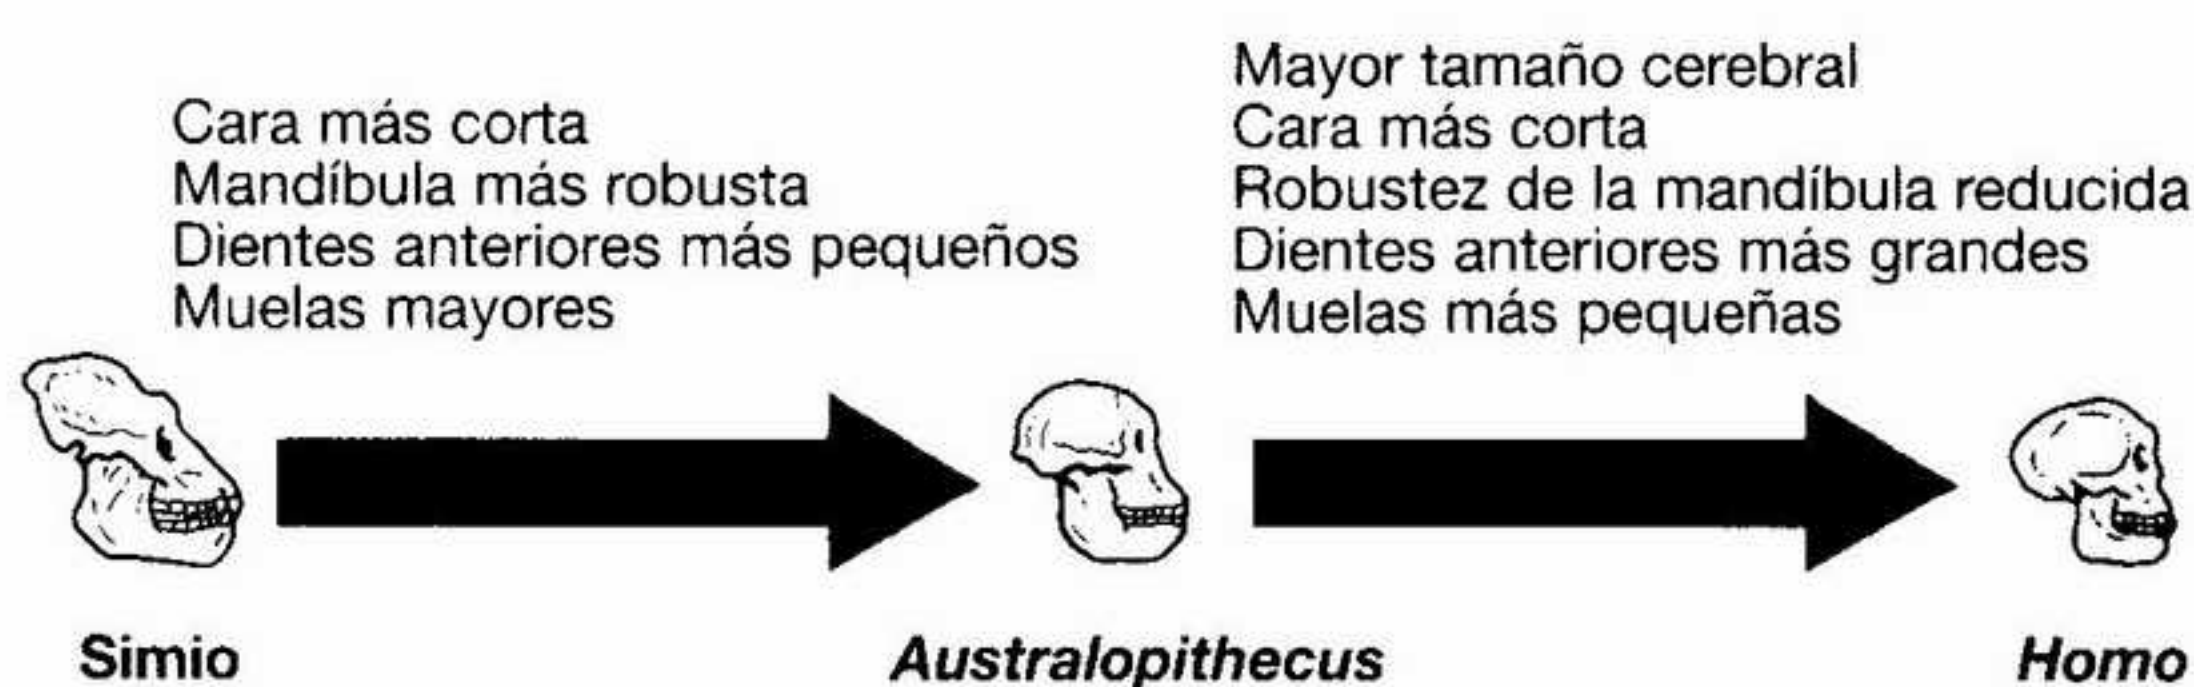 Cara más corta
Mandíbula más robusta
Dientes anteriores más pequeños
Muelas mayores
Mayor tamaño cerebral
Cara más corta
Robustez de la mandíbula reducida
Dientes anteriores más grandes
Muelas más pequeñas
Simio
Australopithecus
Homo